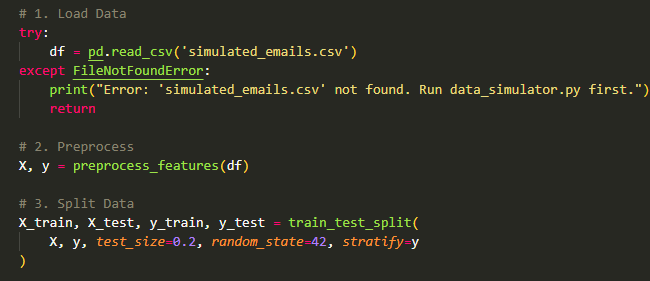 # 1. Load Data
try:
    df = pd.read_csv('simulated_emails.csv')
except FileNotFoundError:
    print("Error: 'simulated_emails.csv' not found. Run data_simulator.py first.")
    return

# 2. Preprocess
X, y = preprocess_features(df)

# 3. Split Data
X_train, X_test, y_train, y_test = train_test_split(
    X, y, test_size=0.2, random_state=42, stratify=y
)